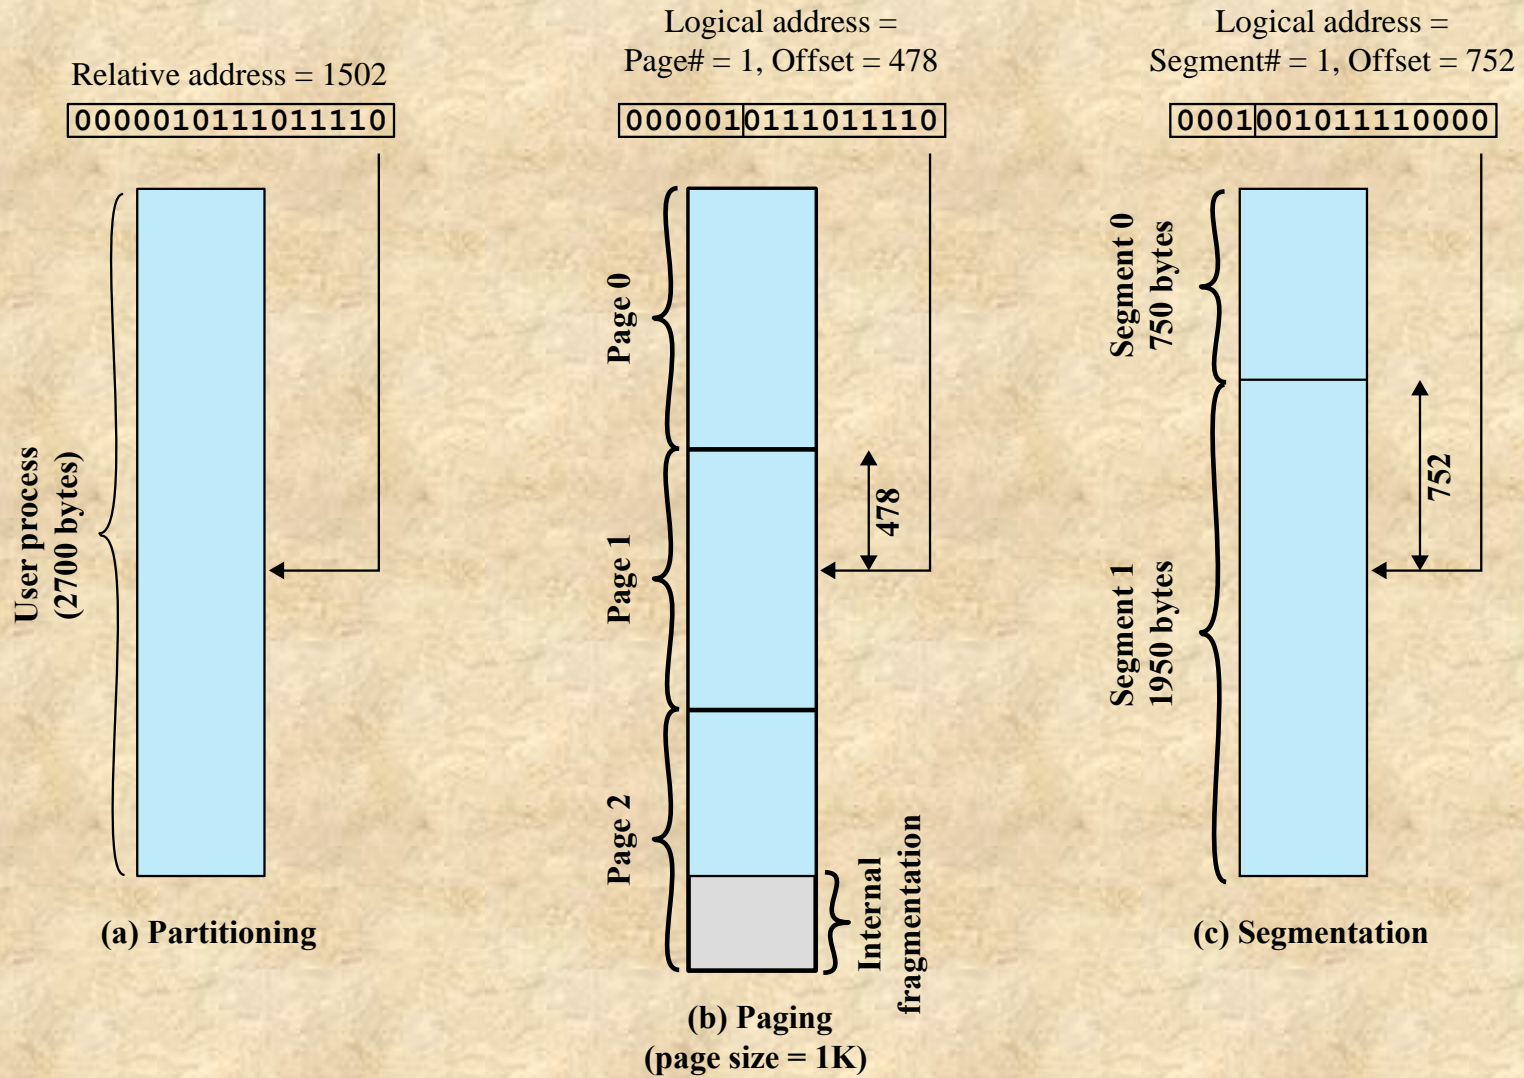 Relative address = 1502
0000010111011110
User process
(2700 bytes)
(a) Partitioning
Logical address =
Page# = 1, Offset = 478
0000010111011110
Page 0
Page 1
Page 2
478
Internal
fragmentation
(b) Paging
(page size = 1K)
Logical address =
Segment# = 1, Offset = 752
0001001011110000
Segment 0
750 bytes
Segment 1
1950 bytes
752
(c) Segmentation